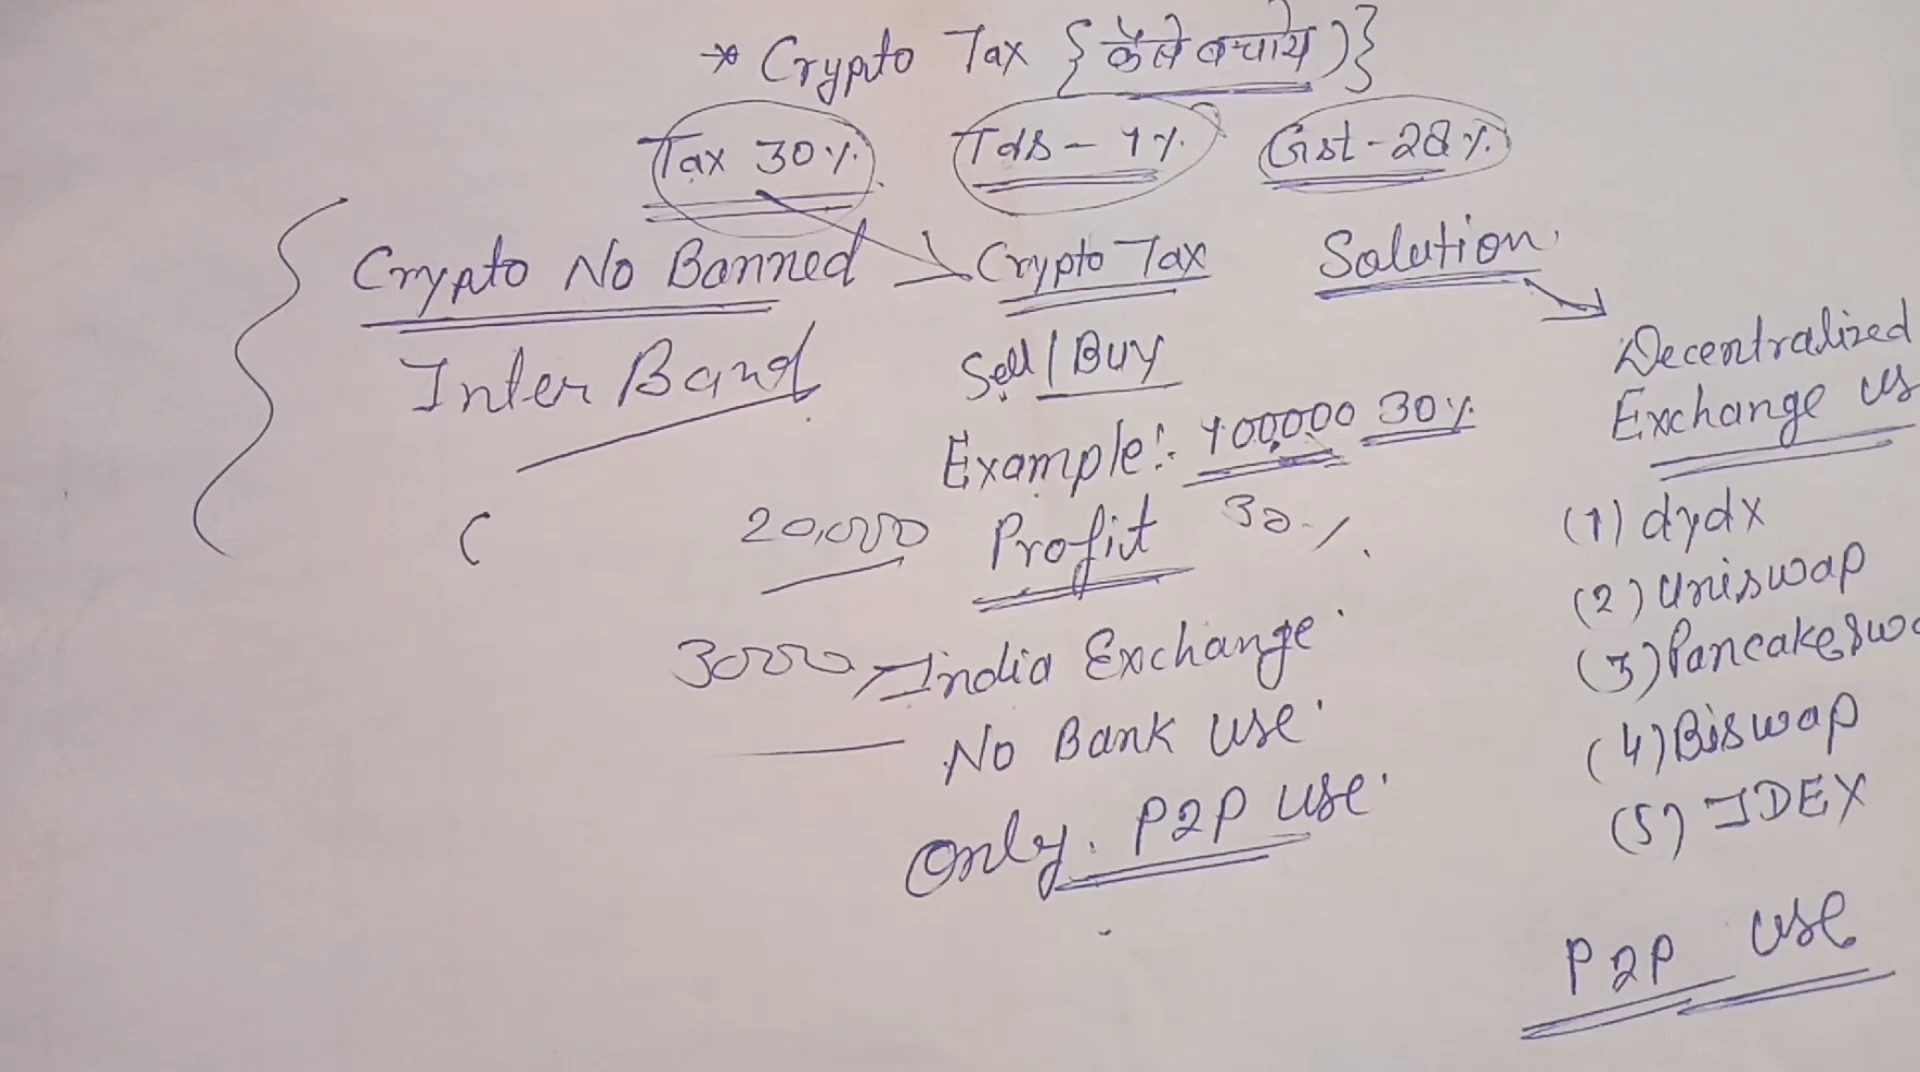 * Crypto Tax {कैसे बचाये)}
Tax 30% Tds - 1% Gst - 28%
Crypto No Banned
Inter Band
(
Crypto Tax
Sell / Buy
Example:- 100,000 30%
20,000 Profit 30%
30000 India Exchange.
No Bank use.
Only. P2P use.
Solution
Decentralized
Exchange us
(1) dydx
(2) Uniswap
(3) Pancakeswa
(4) Biswap
(5) IDEX
P2P use